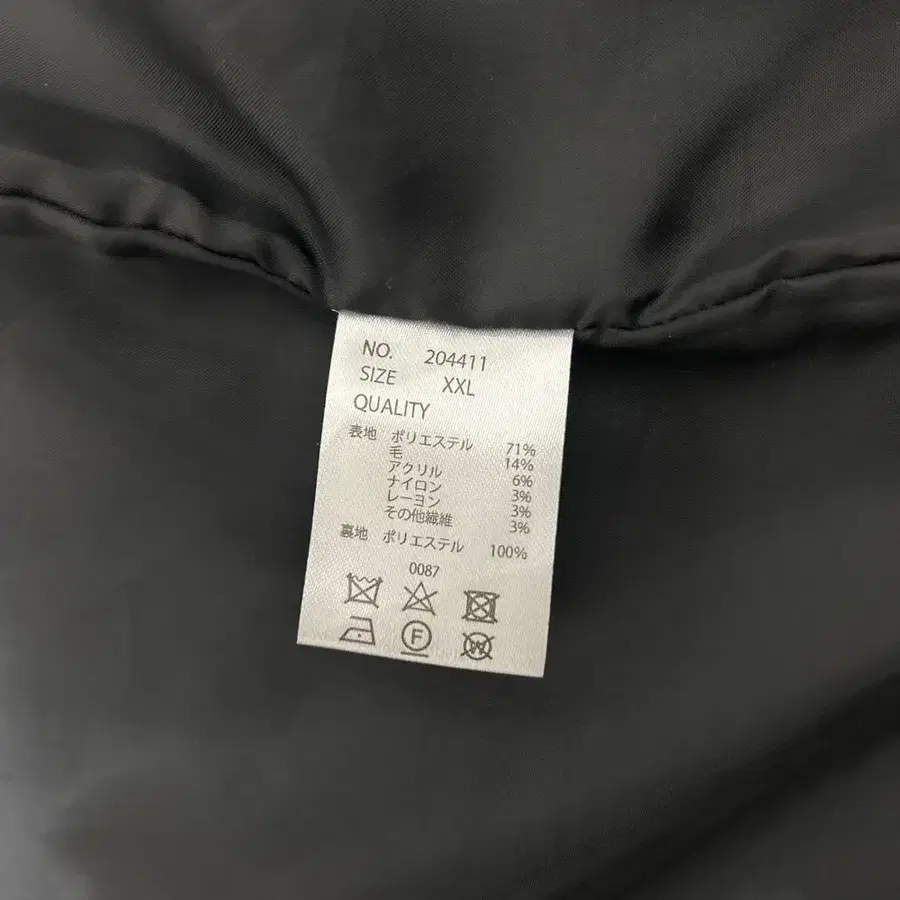 NO. 204411
SIZE XXL
QUALITY
表地 ポリエステル 71%
毛 14%
アクリル 6%
ナイロン 3%
レーヨン 3%
その他繊維 3%
裏地 ポリエステル 100%
0087
F W